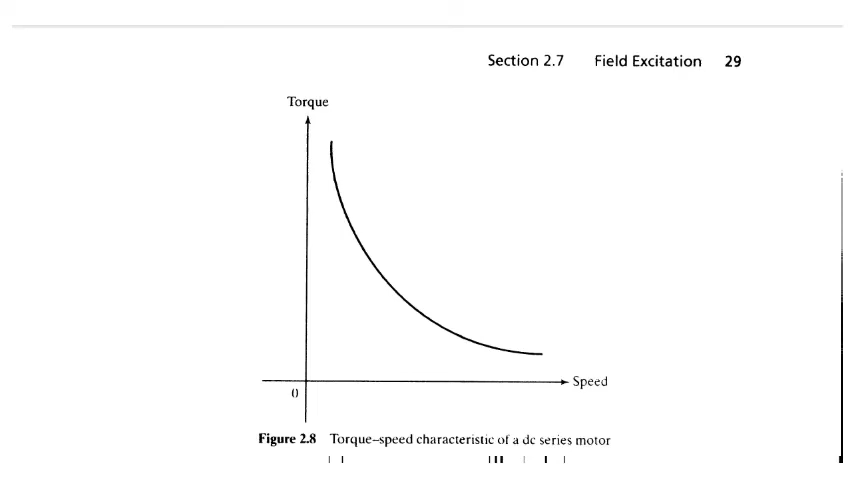 Section 2.7 Field Excitation 29
Torque
Speed
0
Figure 2.8 Torque–speed characteristic of a dc series motor